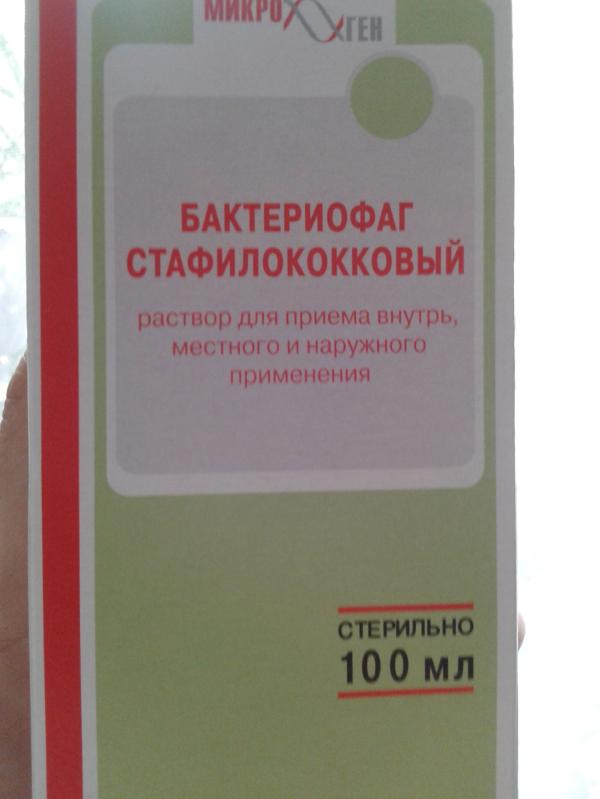 МИКРОГЕН
БАКТЕРИОФАГ
СТАФИЛОКОККОВЫЙ
раствор для приема внутрь,
местного и наружного
применения
СТЕРИЛЬНО
100 мл